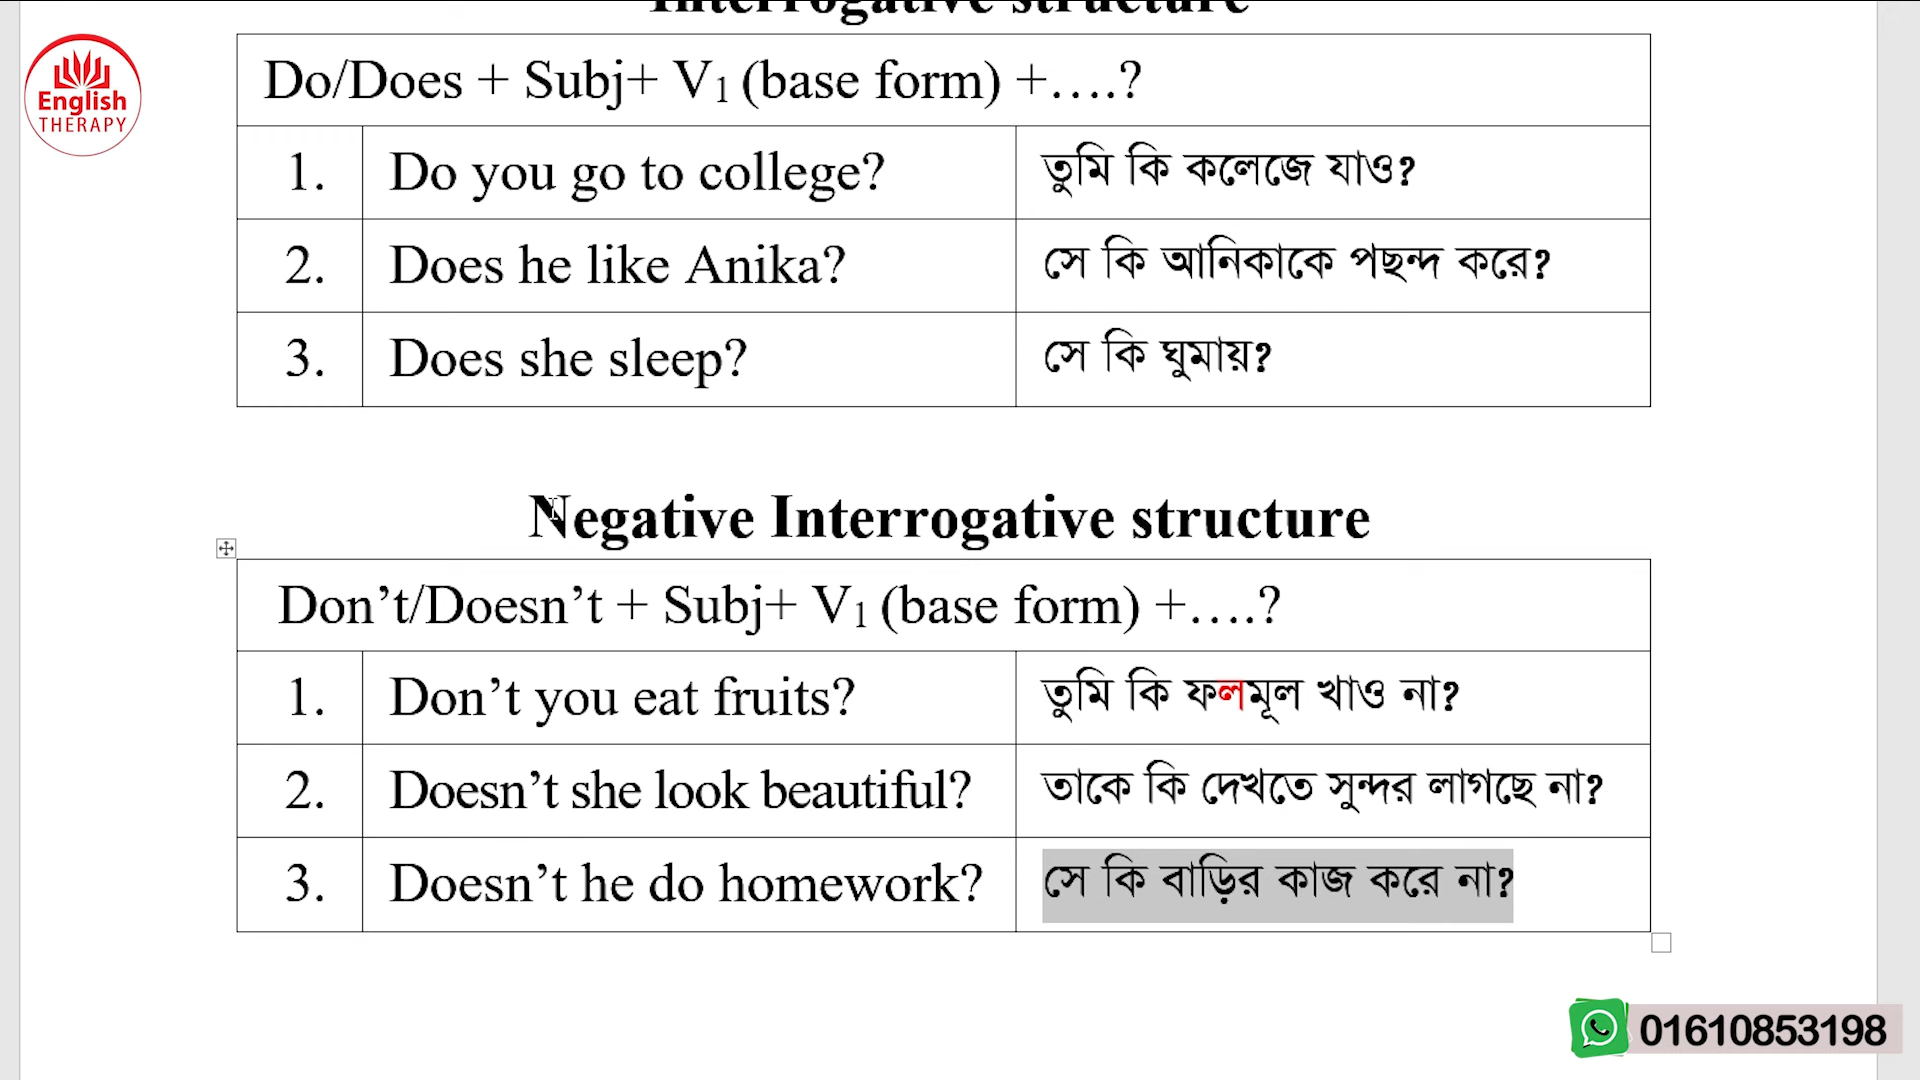 Interrogative structure
English
THERAPY
Do/Does + Subj+ V1 (base form) +....?
1. Do you go to college? তুমি কি কলেজে যাও?
2. Does he like Anika? সে কি আনিকাকে পছন্দ করে?
3. Does she sleep? সে কি ঘুমায়?
Negative Interrogative structure
Don’t/Doesn’t + Subj+ V1 (base form) +....?
1. Don’t you eat fruits? তুমি কি ফলমূল খাও না?
2. Doesn’t she look beautiful? তাকে কি দেখতে সুন্দর লাগছে না?
3. Doesn’t he do homework? সে কি বাড়ির কাজ করে না?
01610853198